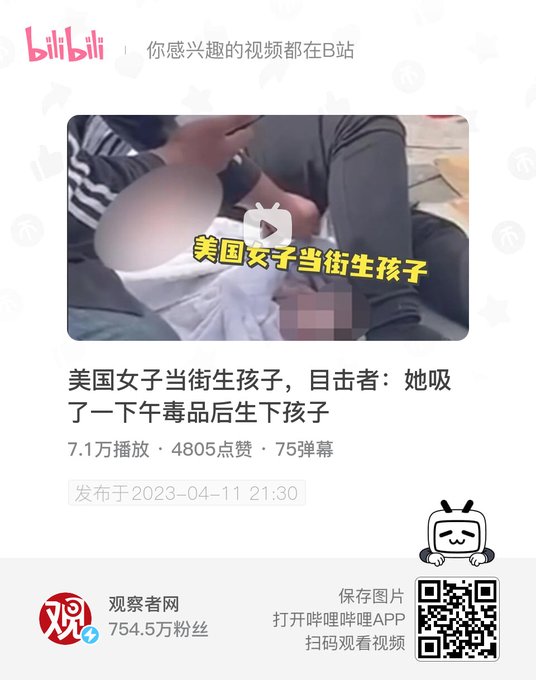 bilibili
你感兴趣的视频都在B站
美国女子当街生孩子
美国女子当街生孩子，目击者：她吸
了一下午毒品后生下孩子
7.1万播放 · 4805点赞 · 75弹幕
发布于2023-04-11 21:30
观
观察者网
754.5万粉丝
保存图片
打开哔哩哔哩APP
扫码观看视频